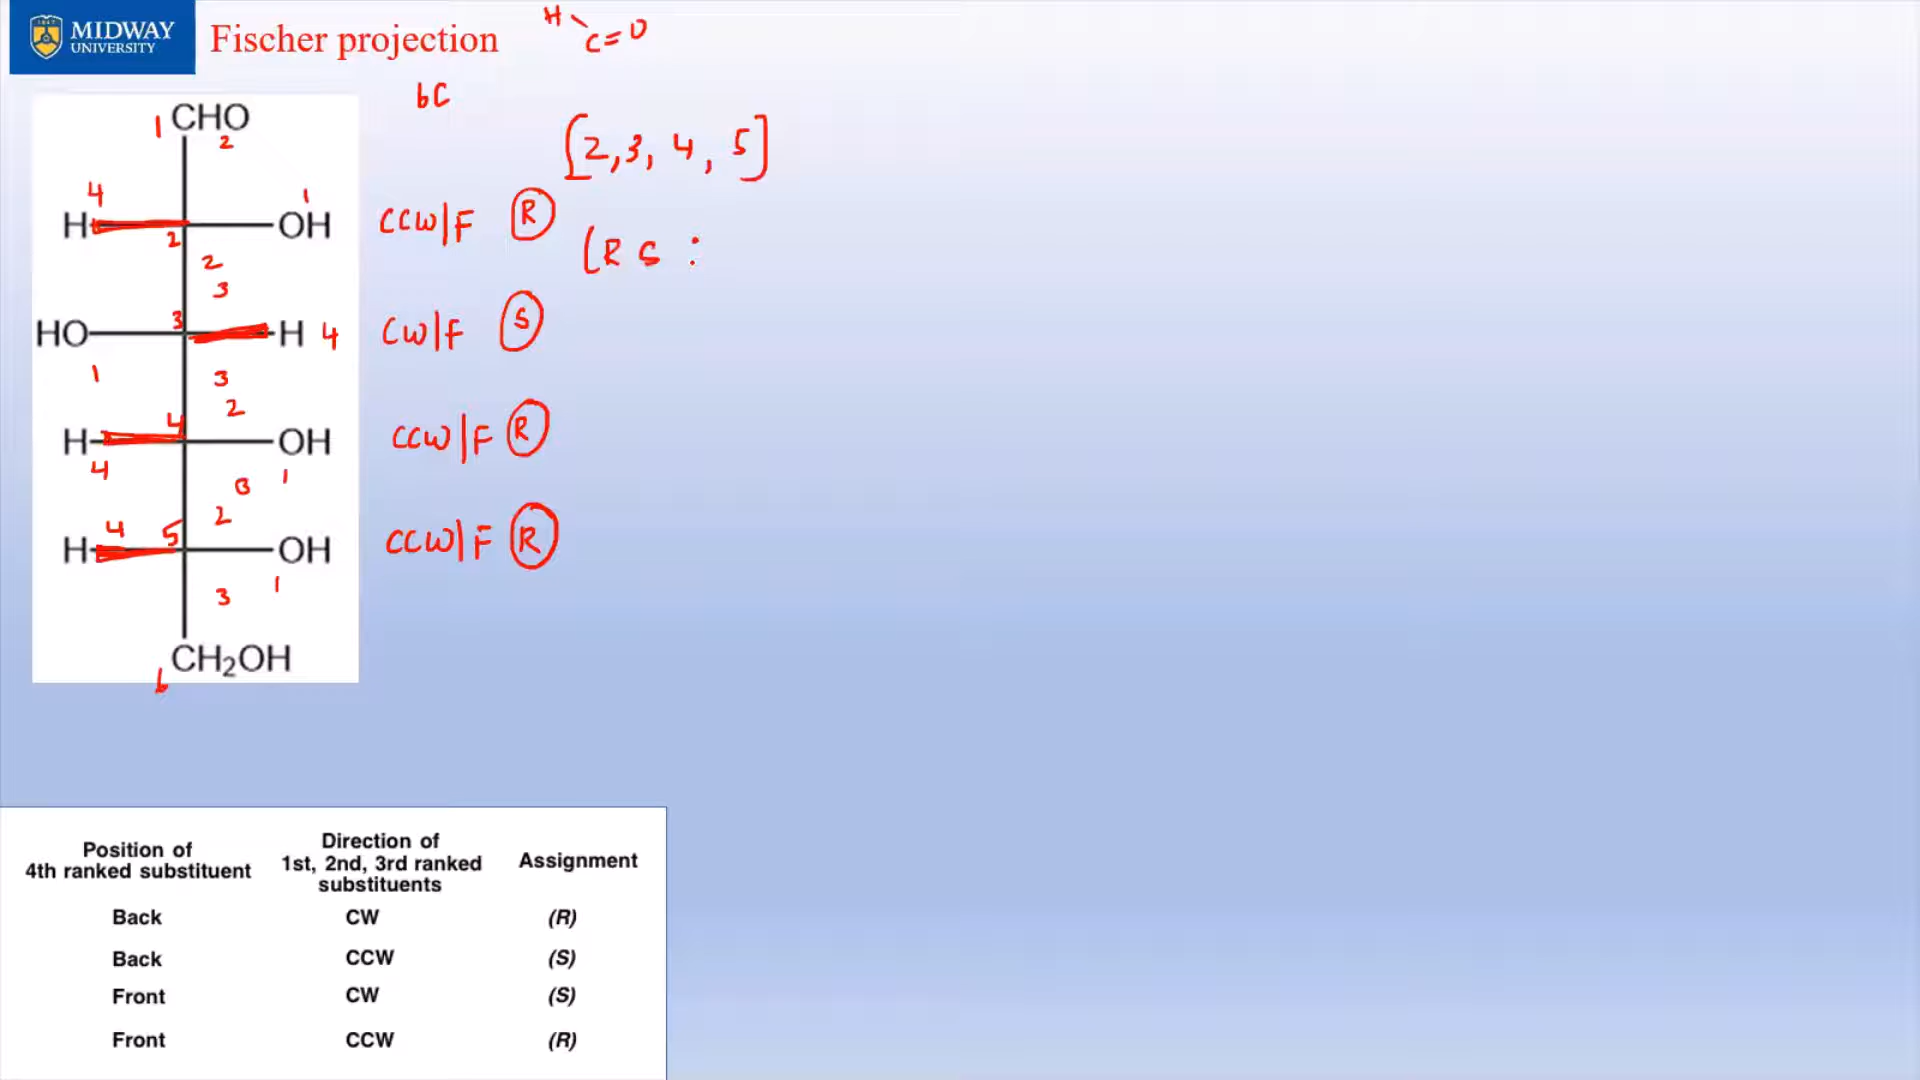 MIDWAY
UNIVERSITY
Fischer projection
H
C=O
6C
1 CHO
2
[2,3, 4, 5]
4
1
H
OH
2
CCW|F R
2
3
(R S :
3
HO
H 4
CW|F S
1
3
2
4
H
OH
CCW|F R
4
1
3
2
4
5
H
OH
CCW|F R
1
3
CH2OH
6
Position of
4th ranked substituent
Direction of
1st, 2nd, 3rd ranked
substituents
Assignment
Back CW (R)
Back CCW (S)
Front CW (S)
Front CCW (R)